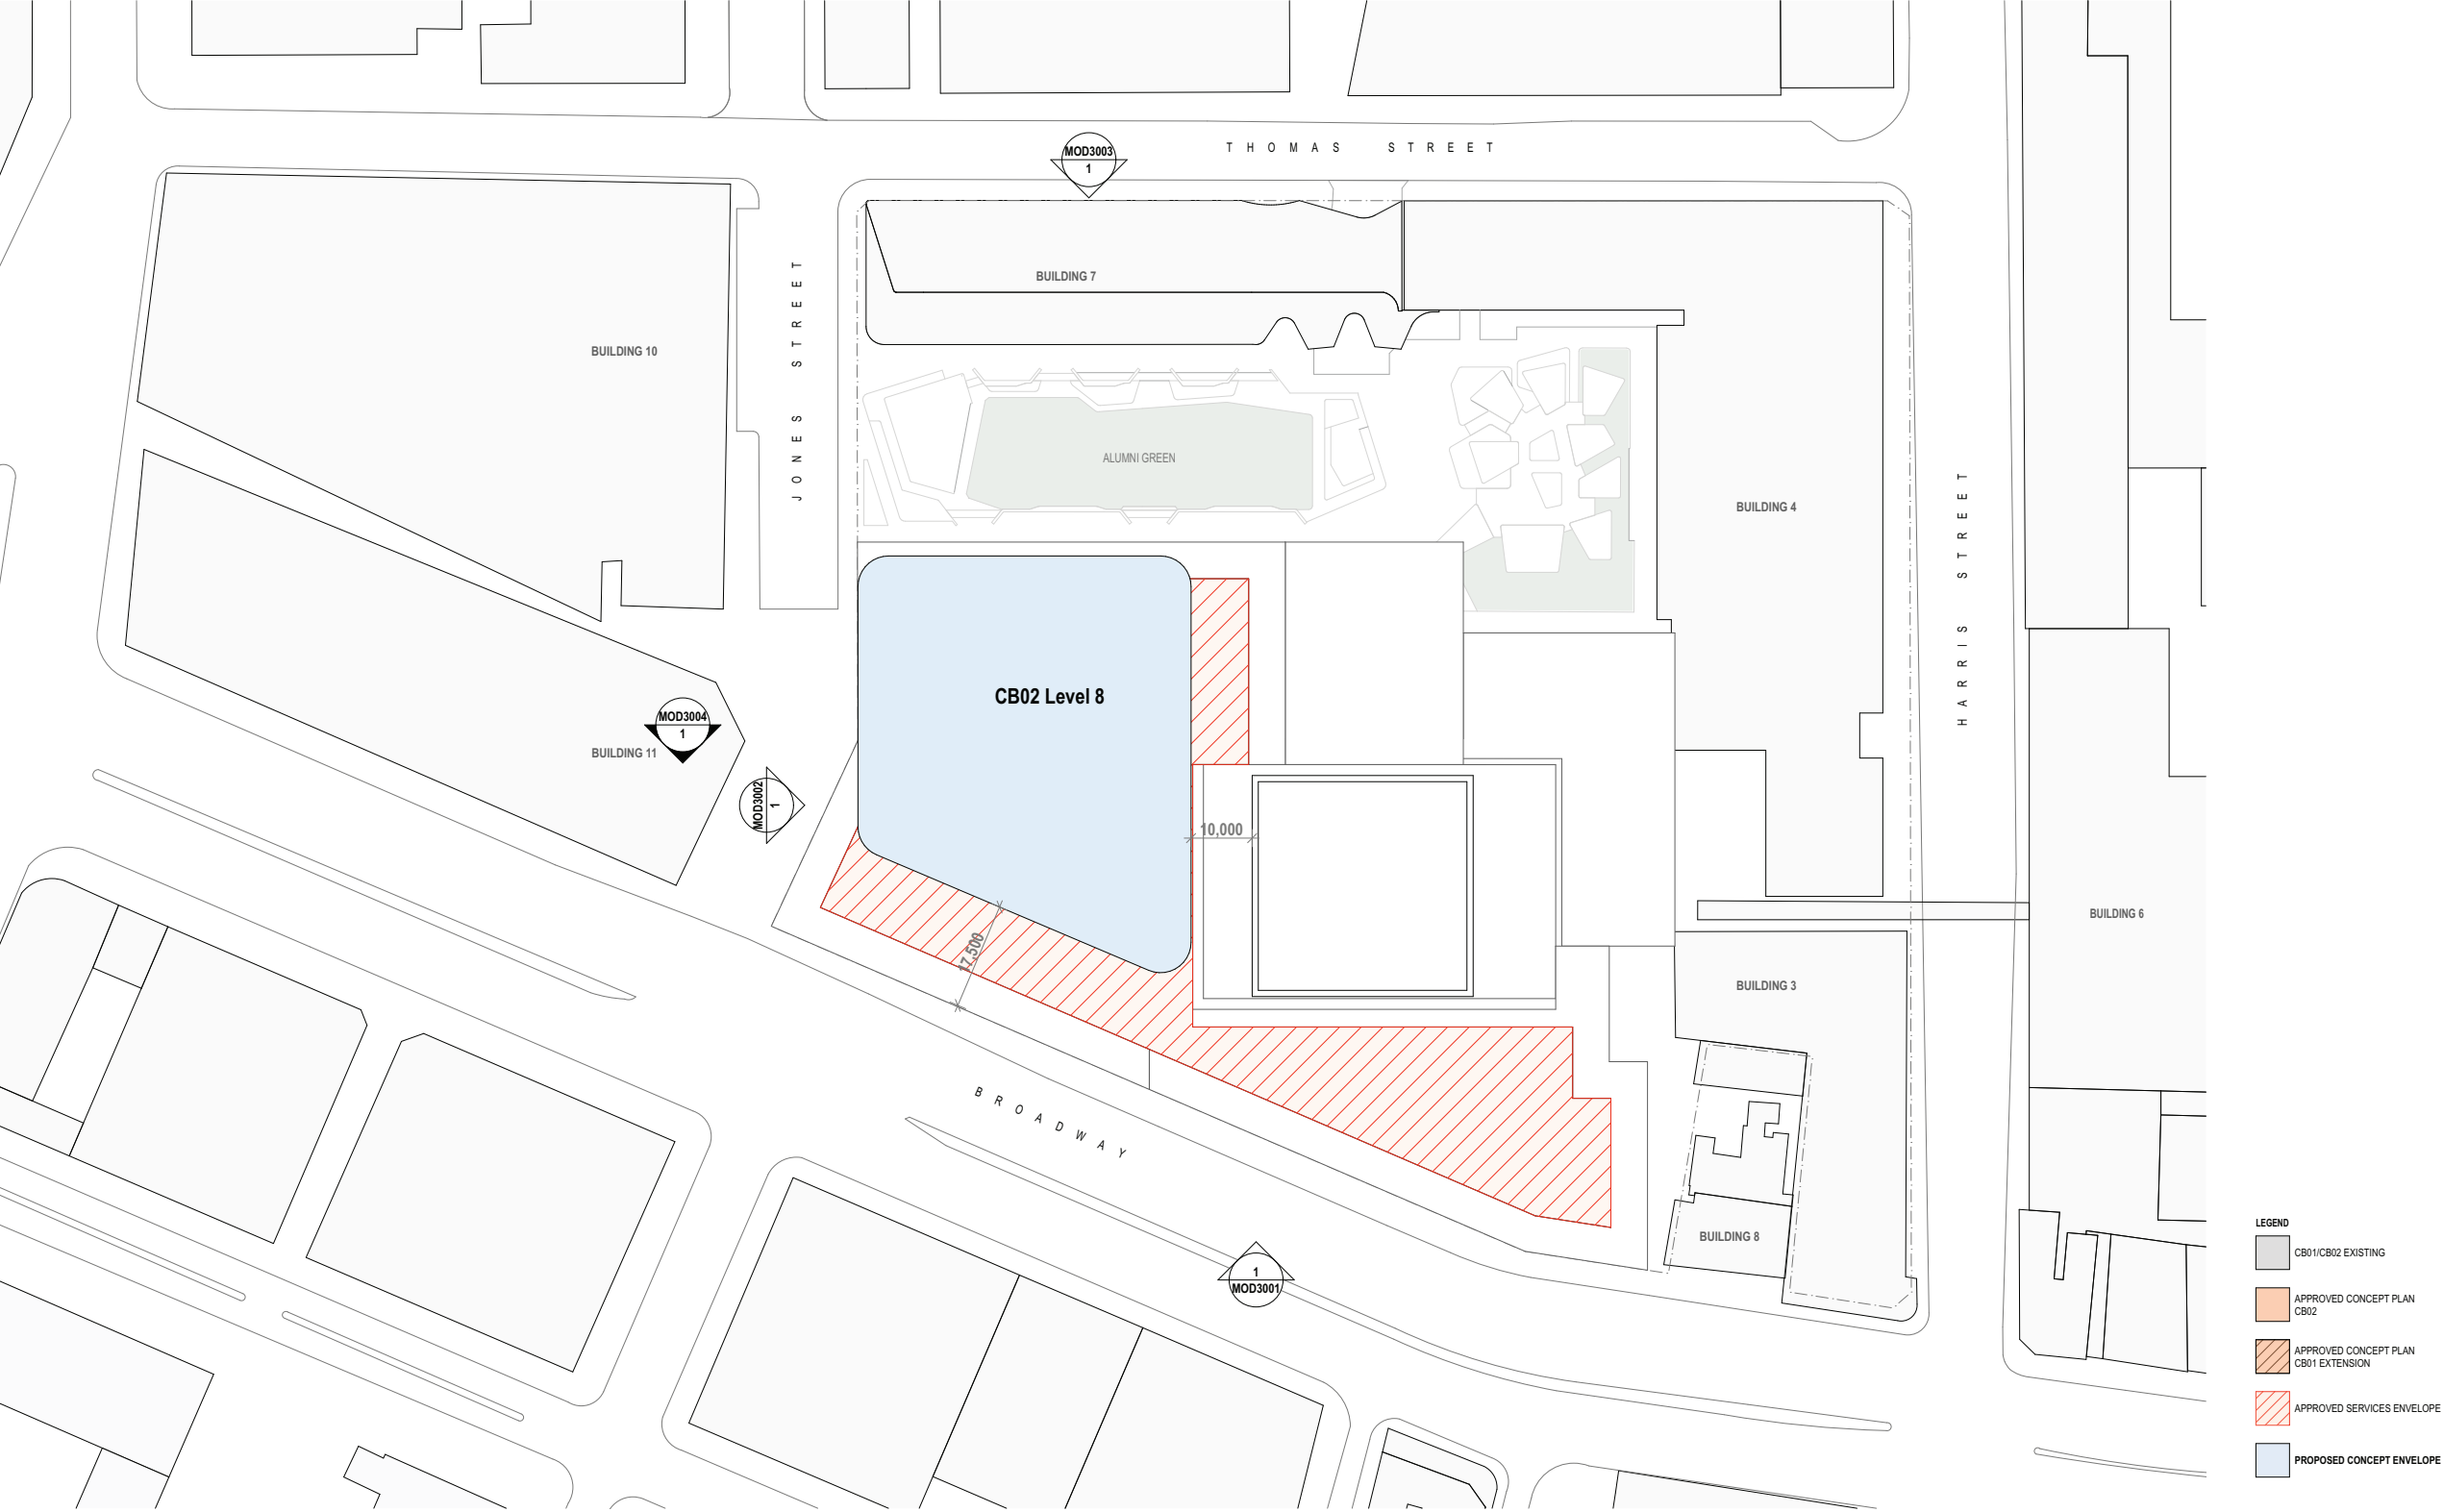 THOMAS STREET
MOD3003
1
BUILDING 7
JONES STREET
BUILDING 10
ALUMNI GREEN
BUILDING 4
HARRIS STREET
CB02 Level 8
MOD3004
1
BUILDING 11
MOD3002
1
10,000
17,500
BUILDING 6
BUILDING 3
BROADWAY
BUILDING 8
1
MOD3001
LEGEND
CB01/CB02 EXISTING
APPROVED CONCEPT PLAN
CB02
APPROVED CONCEPT PLAN
CB01 EXTENSION
APPROVED SERVICES ENVELOPE
PROPOSED CONCEPT ENVELOPE